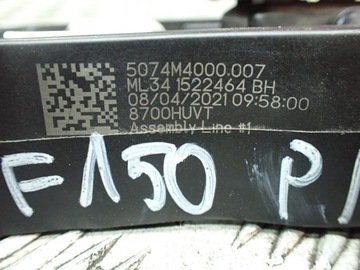 5074M4000.007
ML34 1522464 BH
08/04/2021 09:58:00
8700HUVT
Assembly Line #1
F150 P